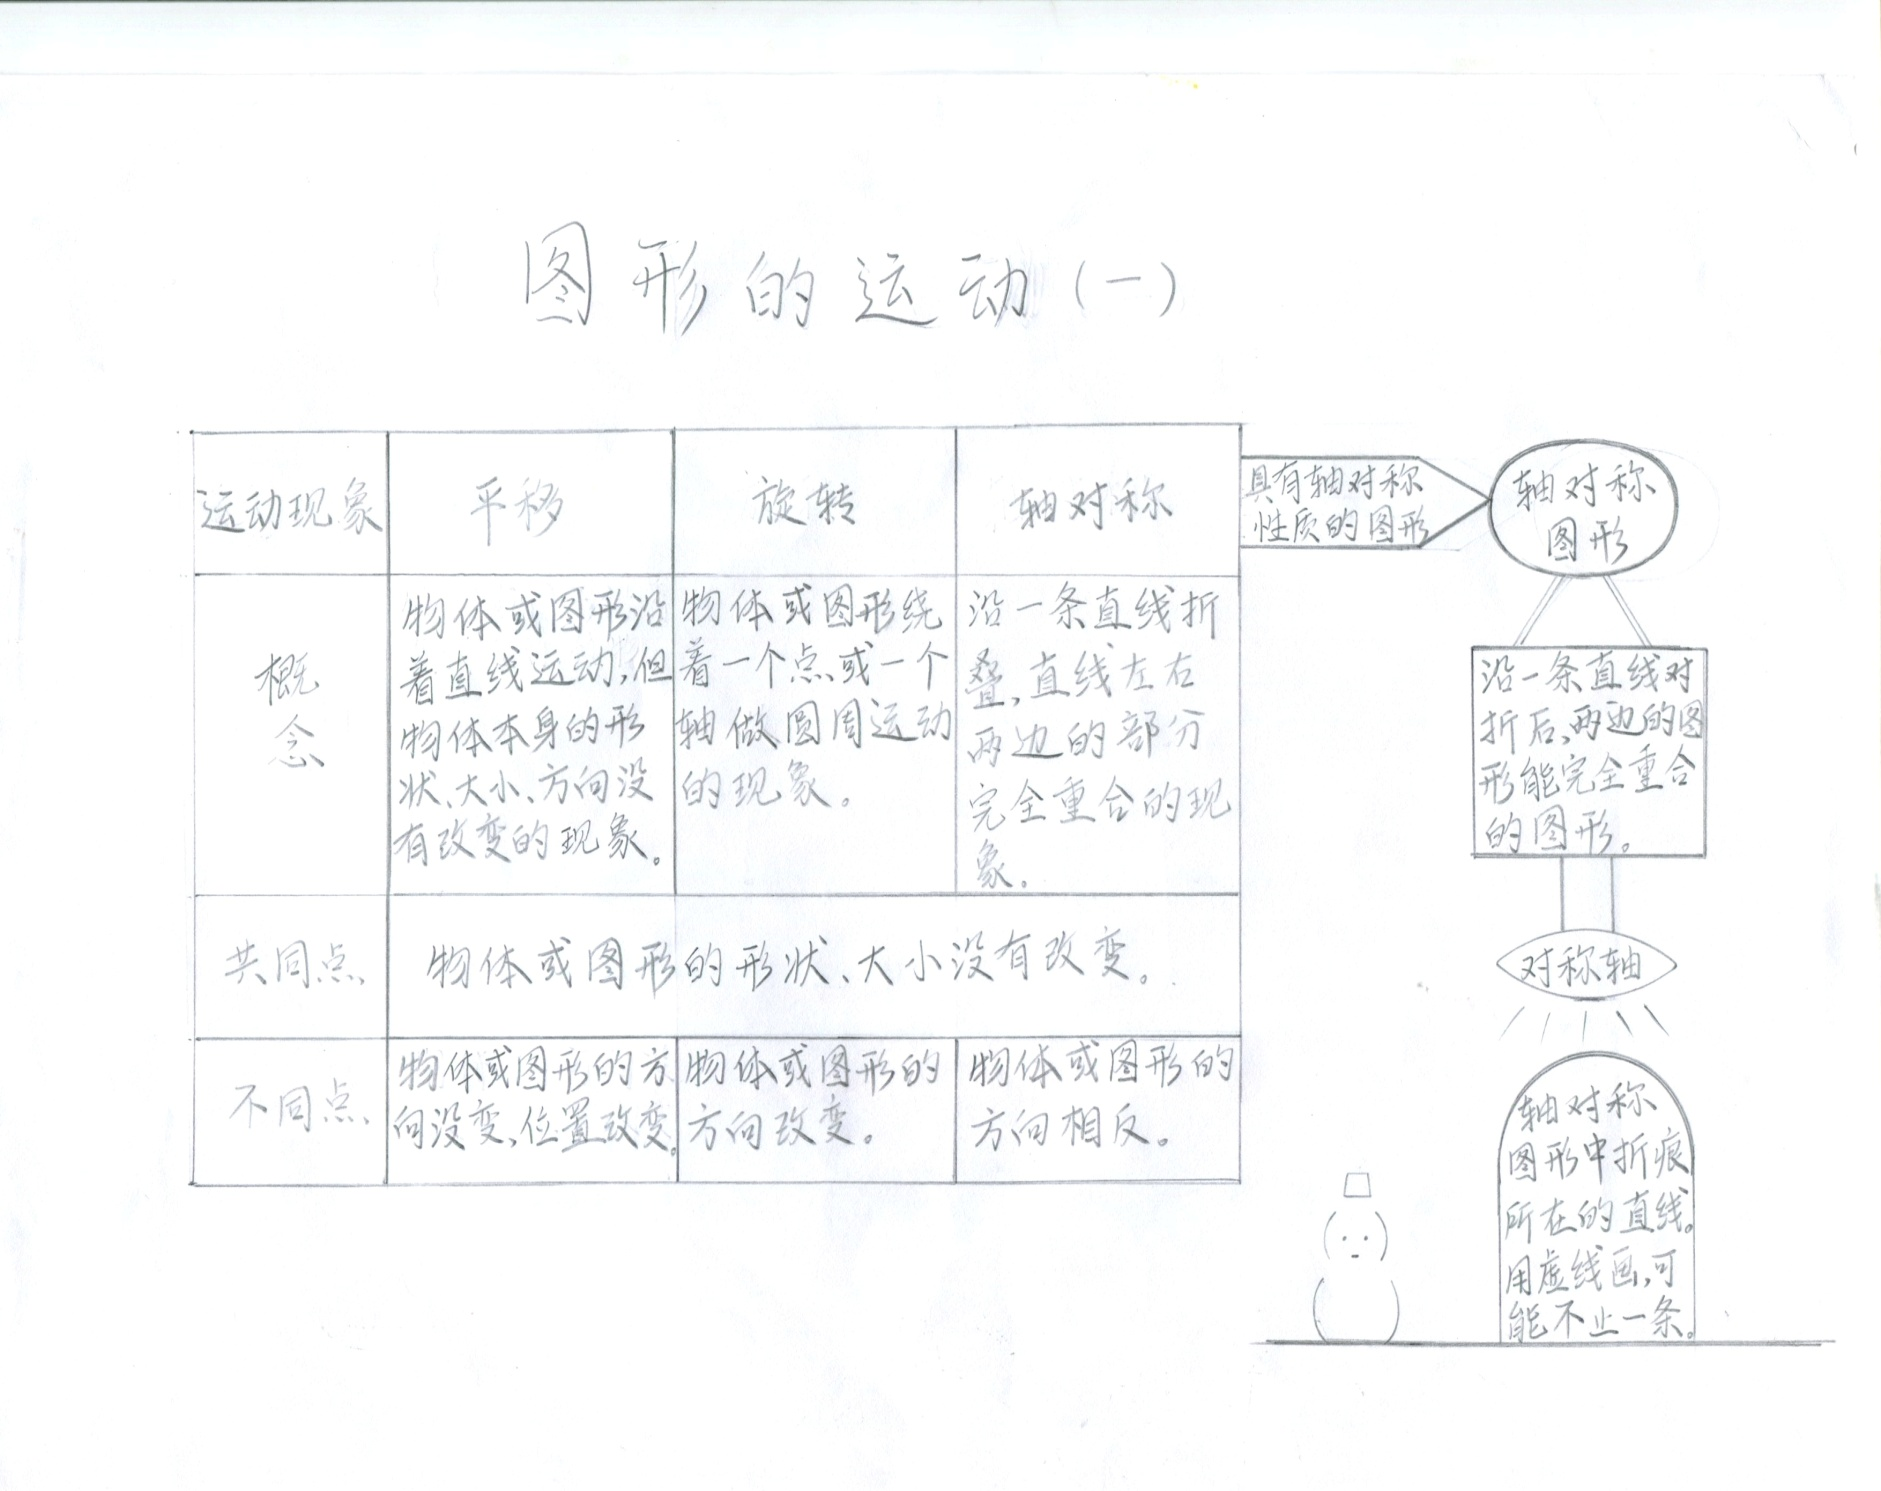 图形的运动(一)
运动现象
平移
旋转
轴对称
概
念
物体或图形沿
着直线运动,但
物体本身的形
状、大小、方向没
有改变的现象。
物体或图形绕
着一个点或一个
轴做圆周运动
的现象。
沿一条直线折
叠,直线左右
两边的部分
完全重合的现
象。
共同点
物体或图形的形状、大小没有改变。
不同点
物体或图形的方
向没变、位置改变。
物体或图形的
方向改变。
物体或图形的
方向相反。
具有轴对称
性质的图形
轴对称
图形
沿一条直线对
折后,两边的图
形能完全重合
的图形。
对称轴
轴对称
图形中折痕
所在的直线。
用虚线画,可
能不止一条。